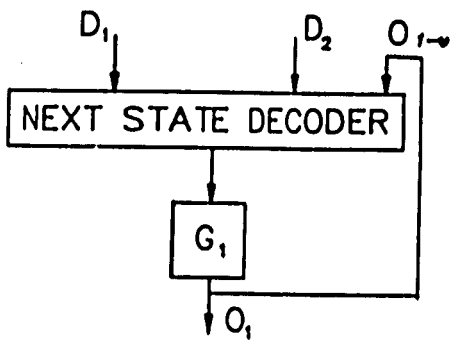 D₁
D₂
O₁₋ᵥ
NEXT STATE DECODER
G₁
O₁